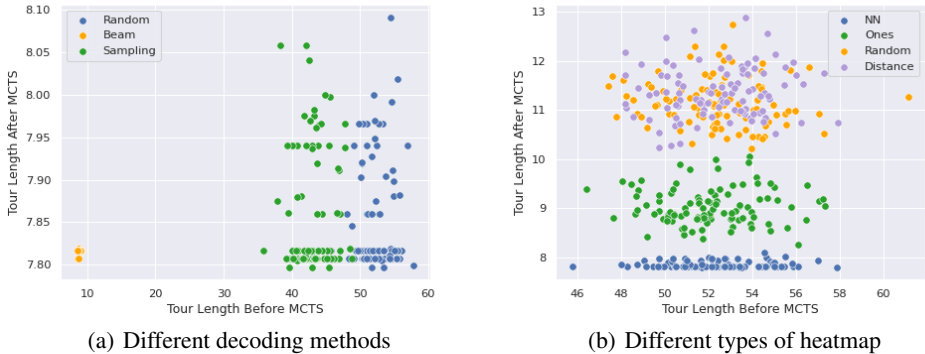 8.10
8.05
8.00
7.95
7.90
7.85
7.80
Tour Length After MCTS
Random
Beam
Sampling
10 20 30 40 50 60
Tour Length Before MCTS
(a) Different decoding methods
13
12
11
10
9
8
Tour Length After MCTS
NN
Ones
Random
Distance
46 48 50 52 54 56 58 60
Tour Length Before MCTS
(b) Different types of heatmap